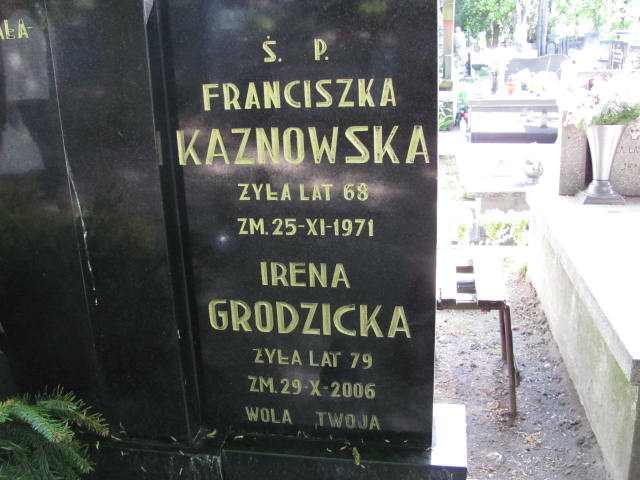 Ś. P.
FRANCISZKA
KAZNOWSKA
ŻYŁA LAT 68
ZM. 25-XI-1971
IRENA
GRODZICKA
ŻYŁA LAT 79
ZM. 29-X-2006
WOLA TWOJA